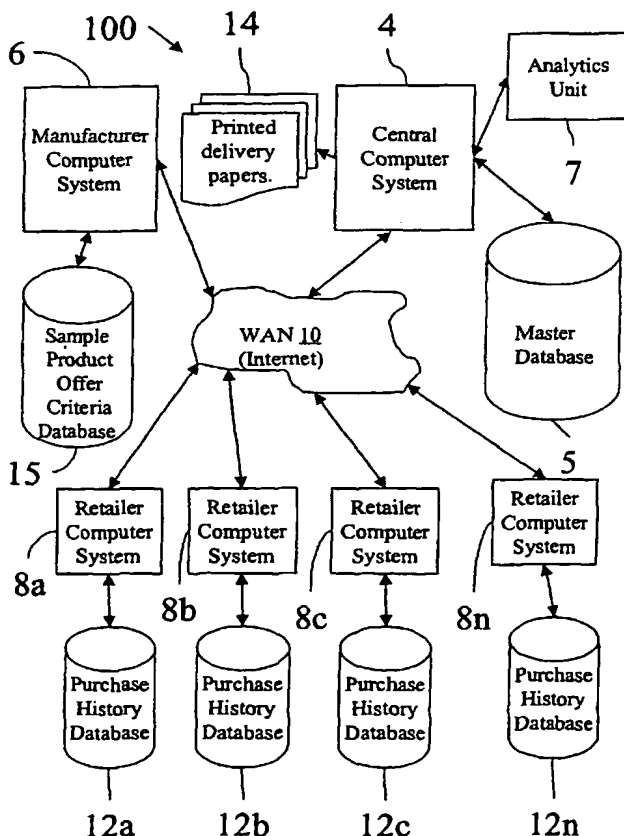 100
6
14
4
7
Analytics
Unit
Manufacturer
Computer
System
Printed
delivery
papers.
Central
Computer
System
Sample
Product
Offer
Criteria
Database
15
WAN 10
(Internet)
Master
Database
5
Retailer
Computer
System
8a
Retailer
Computer
System
8b
Retailer
Computer
System
8c
Retailer
Computer
System
8n
Purchase
History
Database
12a
Purchase
History
Database
12b
Purchase
History
Database
12c
Purchase
History
Database
12n